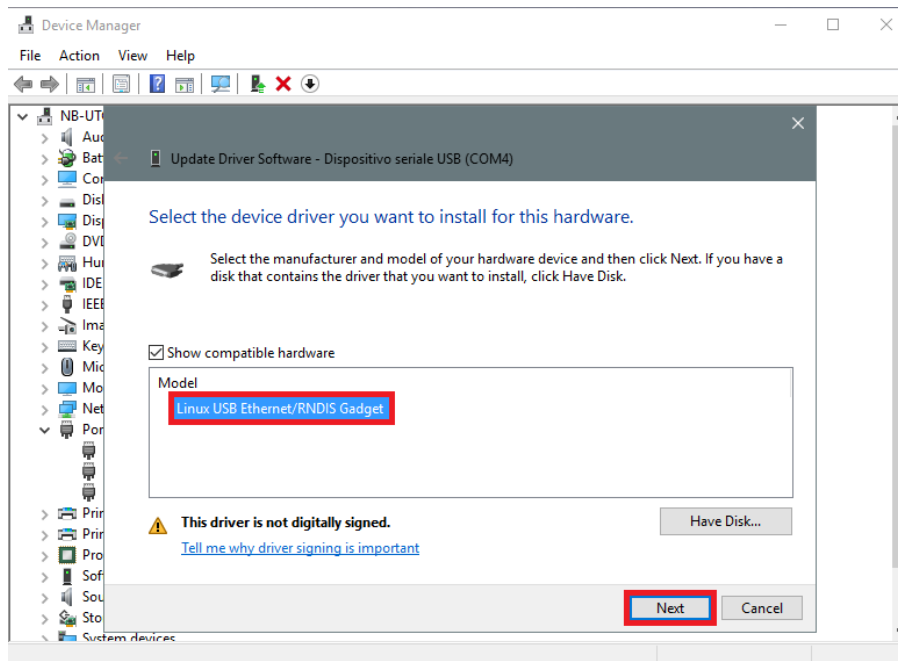 Device Manager
File Action View Help
NB-UT
Aud
Bat
Update Driver Software - Dispositivo seriale USB (COM4)
Cor
Disl
Disp
Select the device driver you want to install for this hardware.
DVD
Hur
Select the manufacturer and model of your hardware device and then click Next. If you have a
disk that contains the driver that you want to install, click Have Disk.
IDE
IEEE
Ima
Key
Show compatible hardware
Mic
Mo
Model
Net
Linux USB Ethernet/RNDIS Gadget
Por
Prin
This driver is not digitally signed.
Have Disk...
Prin
Tell me why driver signing is important
Pro
Sof
Sou
Next
Cancel
Sto
System devices